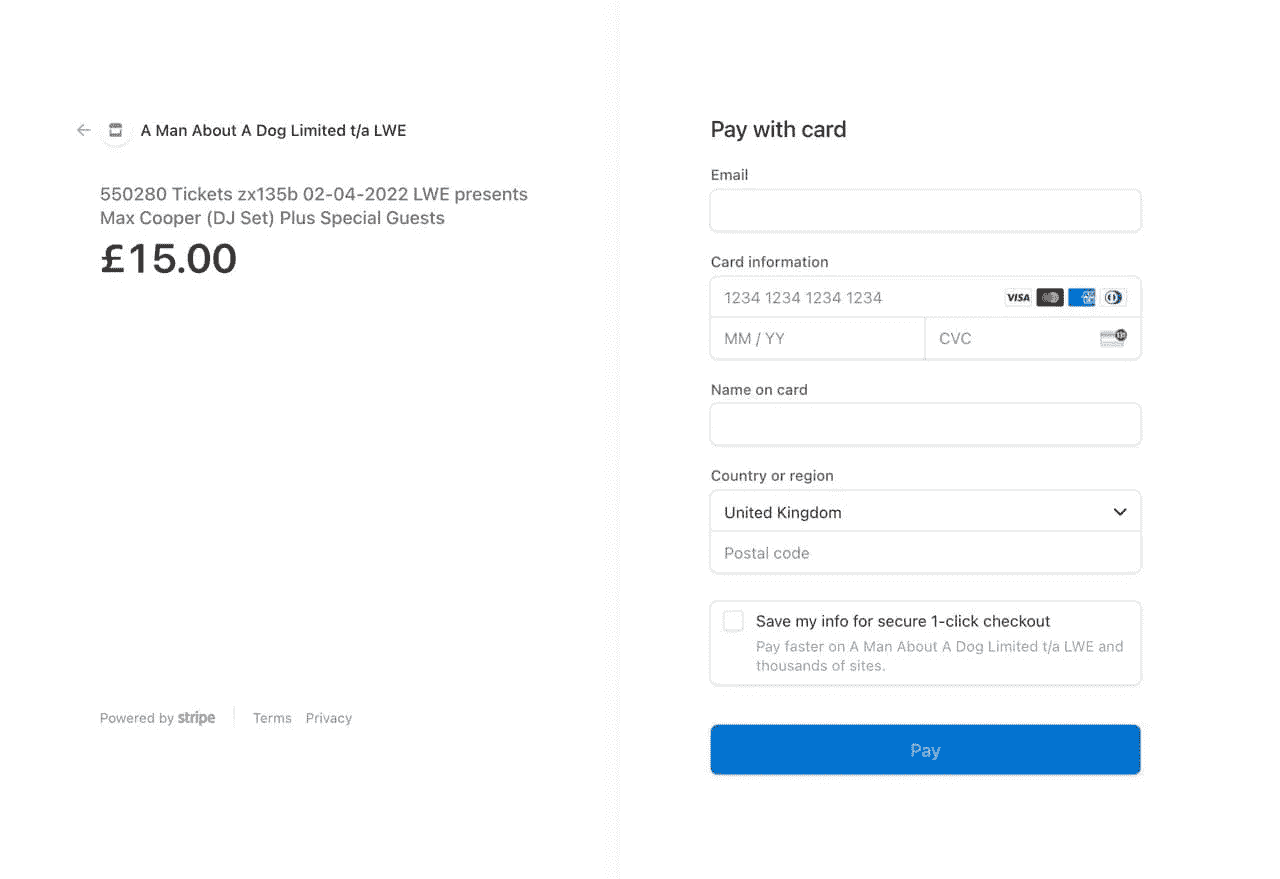 A Man About A Dog Limited t/a LWE
550280 Tickets zx135b 02-04-2022 LWE presents
Max Cooper (DJ Set) Plus Special Guests
£15.00
Powered by stripe
Terms
Privacy
Pay with card
Email
Card information
1234 1234 1234 1234
VISA
MM / YY
CVC
Name on card
Country or region
United Kingdom
Postal code
Save my info for secure 1-click checkout
Pay faster on A Man About A Dog Limited t/a LWE and
thousands of sites.
Pay